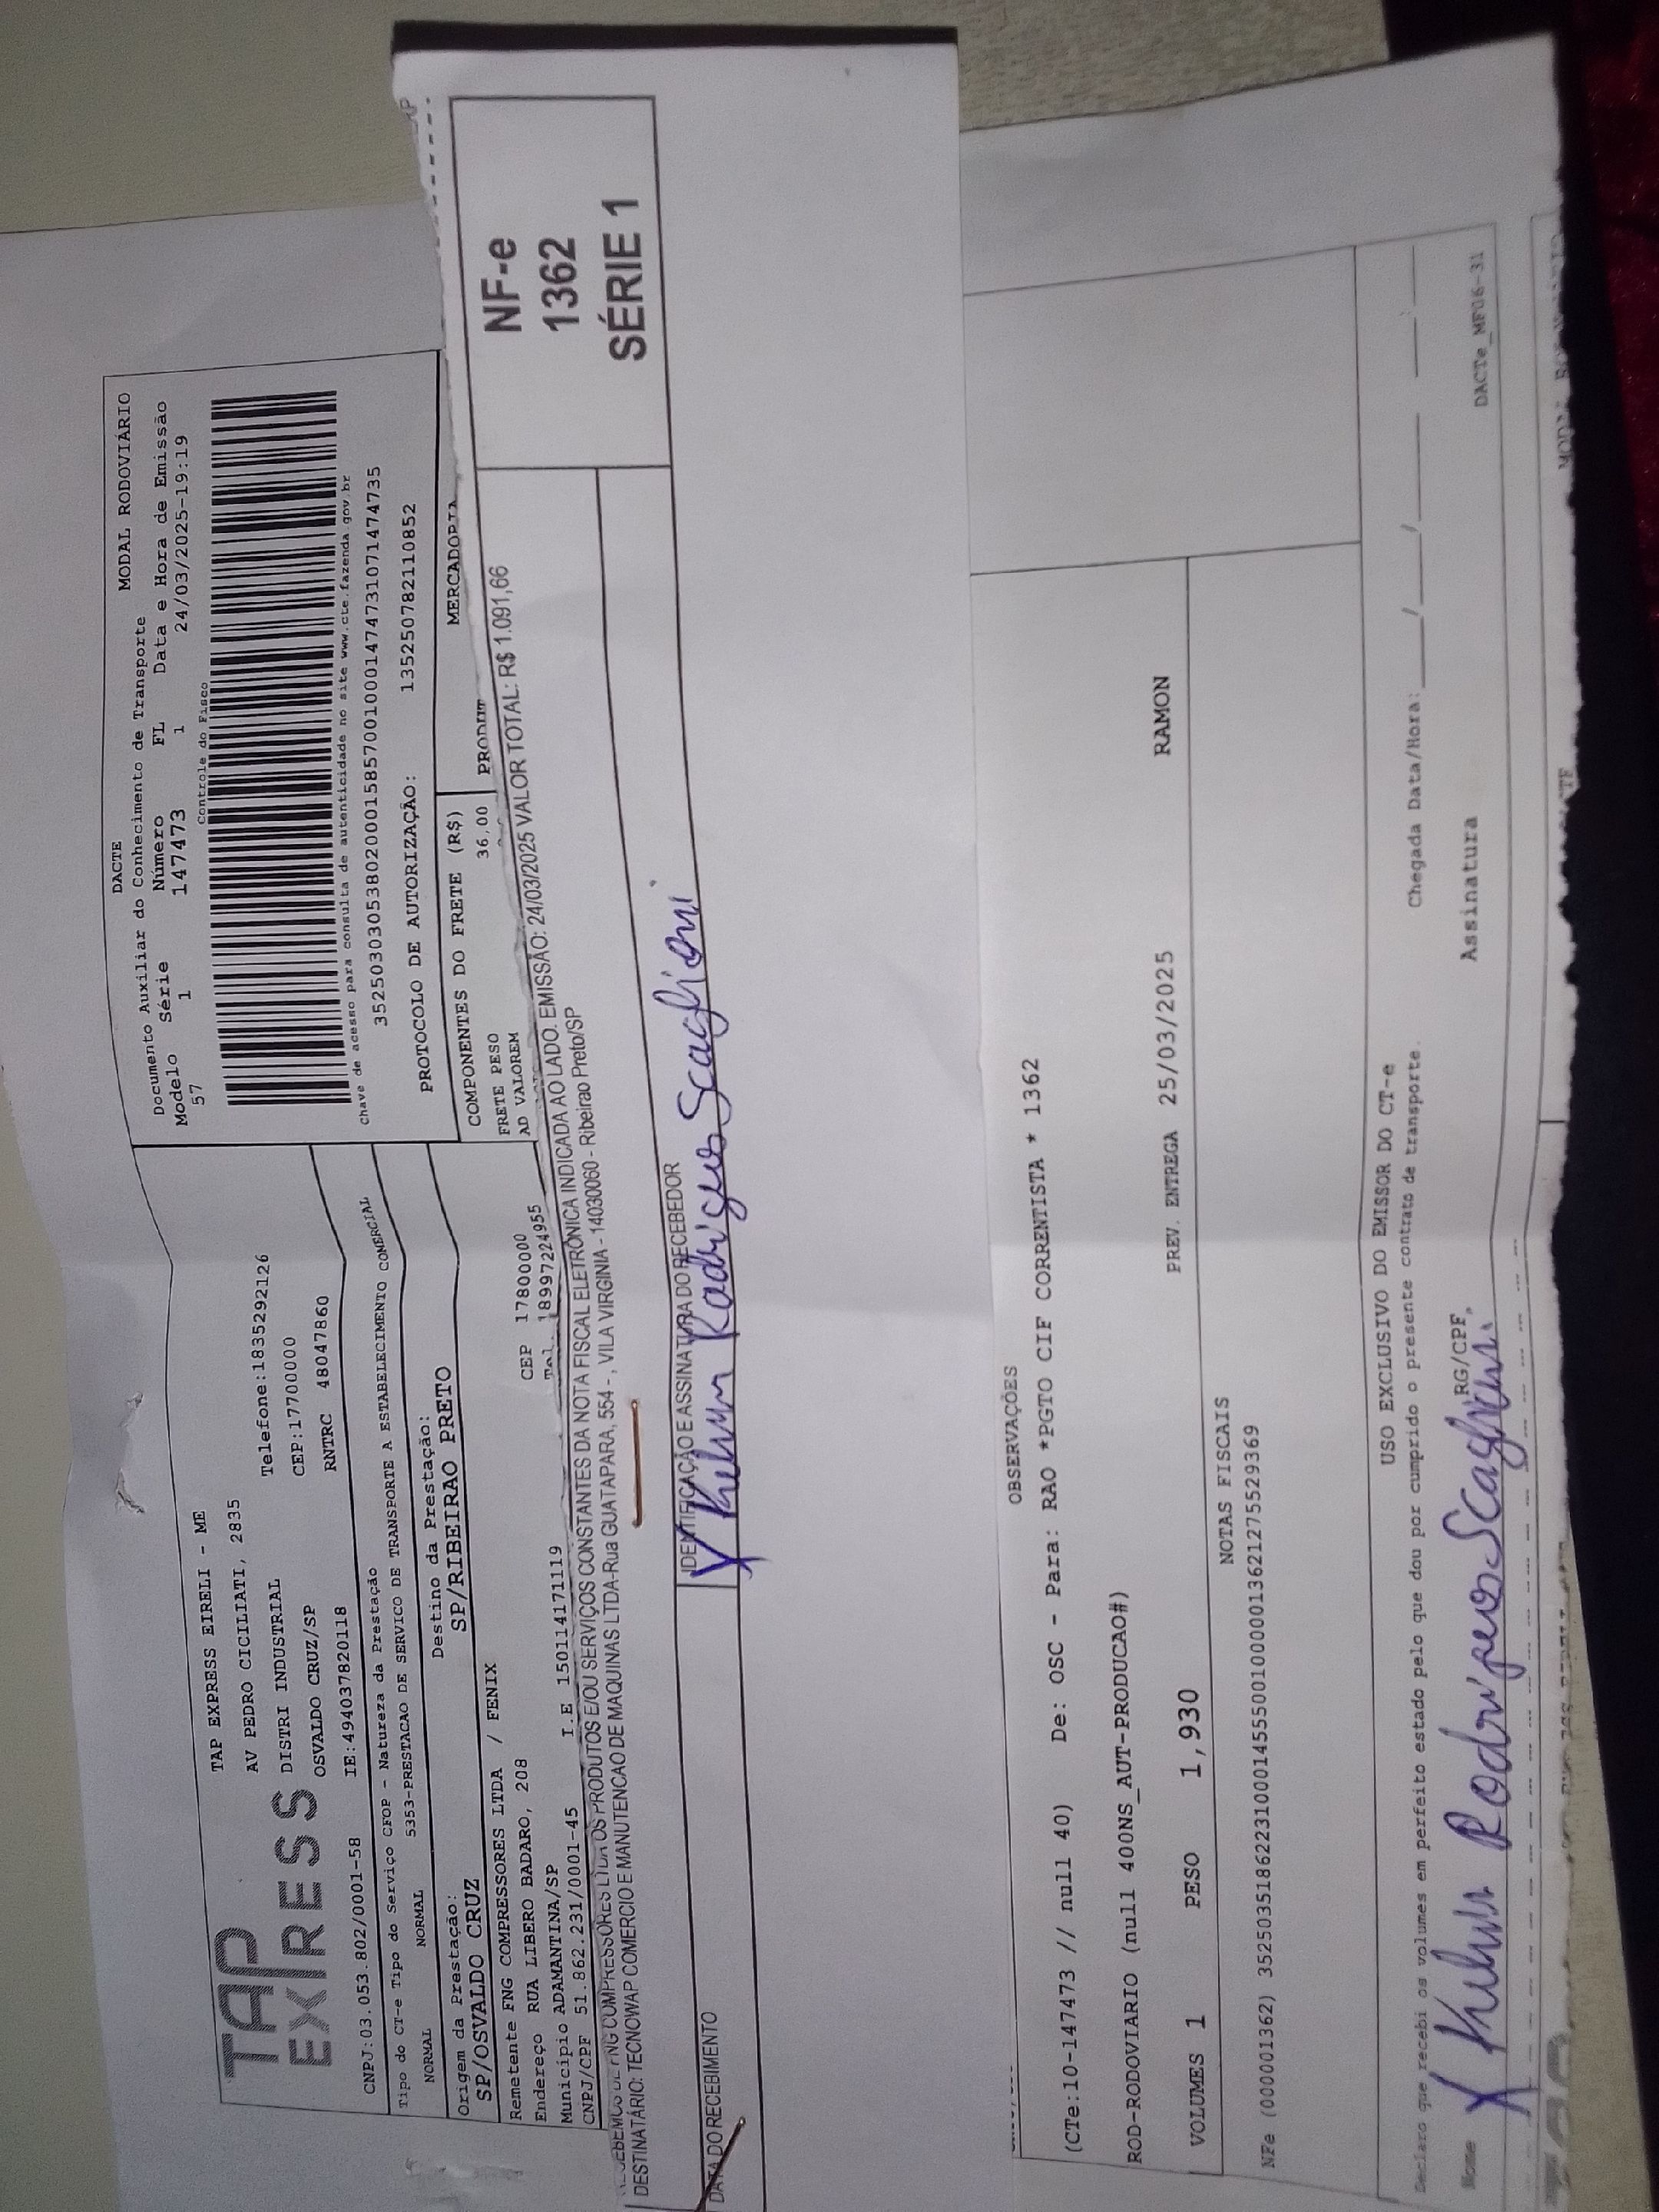 TAP
EXPRESS
TAP EXPRESS EIRELI - ME
AV PEDRO CICILIATI, 2835
DISTRI INDUSTRIAL Telefone:1835292126
OSVALDO CRUZ/SP CEP:17700000
CNPJ:03.053.802/0001-58 IE:494037820118 RNTRC 48047860
DACTE MODAL RODOVIÁRIO
Documento Auxiliar do Conhecimento de Transporte
Modelo Série Número FL Data e Hora de Emissão
57 1 147473 1 24/03/2025-19:19
Controle do Fisco
Chave de acesso para consulta de autenticidade no site www.cte.fazenda.gov.br
35250303053802000158570010001474731071474735
PROTOCOLO DE AUTORIZAÇÃO: 135250782110852
Tipo do CT-e Tipo do Serviço CFOP - Natureza da Prestação
NORMAL NORMAL 5353-PRESTACAO DE SERVICO DE TRANSPORTE A ESTABELECIMENTO COMERCIAL
Origem da Prestação: Destino da Prestação:
SP/OSVALDO CRUZ SP/RIBEIRAO PRETO
Remetente FNG COMPRESSORES LTDA / FENIX
Endereço RUA LIBERO BADARO, 208
Município ADAMANTINA/SP CEP 17800000
CNPJ/CPF 51.862.231/0001-45 I.E 150114171119 Tel. 18997224955
COMPONENTES DO FRETE (R$)
FRETE PESO 36,00
AD VALOREM
MERCADORIA
PRODUT
RECEBEMOS DE FNG COMPRESSORES LTDA OS PRODUTOS E/OU SERVIÇOS CONSTANTES DA NOTA FISCAL ELETRÔNICA INDICADA AO LADO. EMISSÃO: 24/03/2025 VALOR TOTAL: R$ 1.091,66
DESTINATÁRIO: TECNOWAP COMERCIO E MANUTENCAO DE MAQUINAS LTDA-Rua GUATAPARA, 554 - , VILA VIRGINIA - 14030060 - Ribeirao Preto/SP
NF-e
1362
SÉRIE 1
DATA DO RECEBIMENTO IDENTIFICAÇÃO E ASSINATURA DO RECEBEDOR
X Kelvin Rodrigues Scaglioni
OBSERVAÇÕES
(CTe:10-147473 // null 40) De: OSC - Para: RAO *PGTO CIF CORRENTISTA * 1362
ROD-RODOVIARIO (null 400NS_AUT-PRODUCAO#)
VOLUMES 1 PESO 1,930 PREV. ENTREGA 25/03/2025 RAMON
NOTAS FISCAIS
NFe (000001362) 35250351862231000145550010000013621275529369
USO EXCLUSIVO DO EMISSOR DO CT-e
Declaro que recebi os volumes em perfeito estado pelo que dou por cumprido o presente contrato de transporte. Chegada Data/Hora: ___/___/_____ ___:___
Nome RG/CPF Assinatura
X Kelvin Rodrigues Scaglioni
DACTe_MF06-31